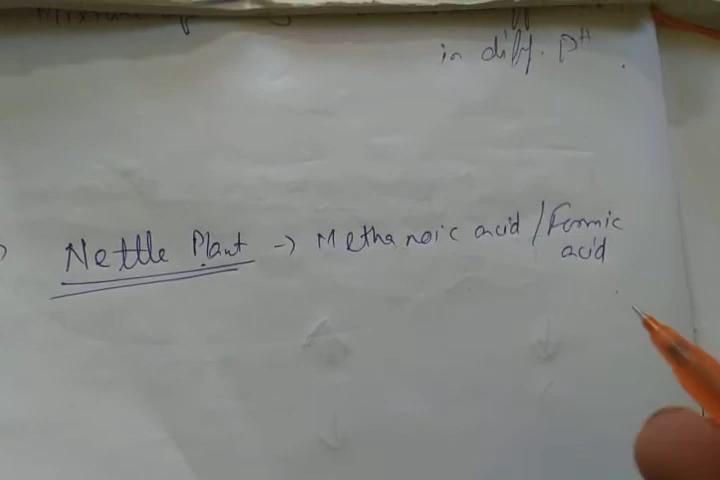 in diff. pH
Nettle Plant → Methanoic acid / Formic
acid